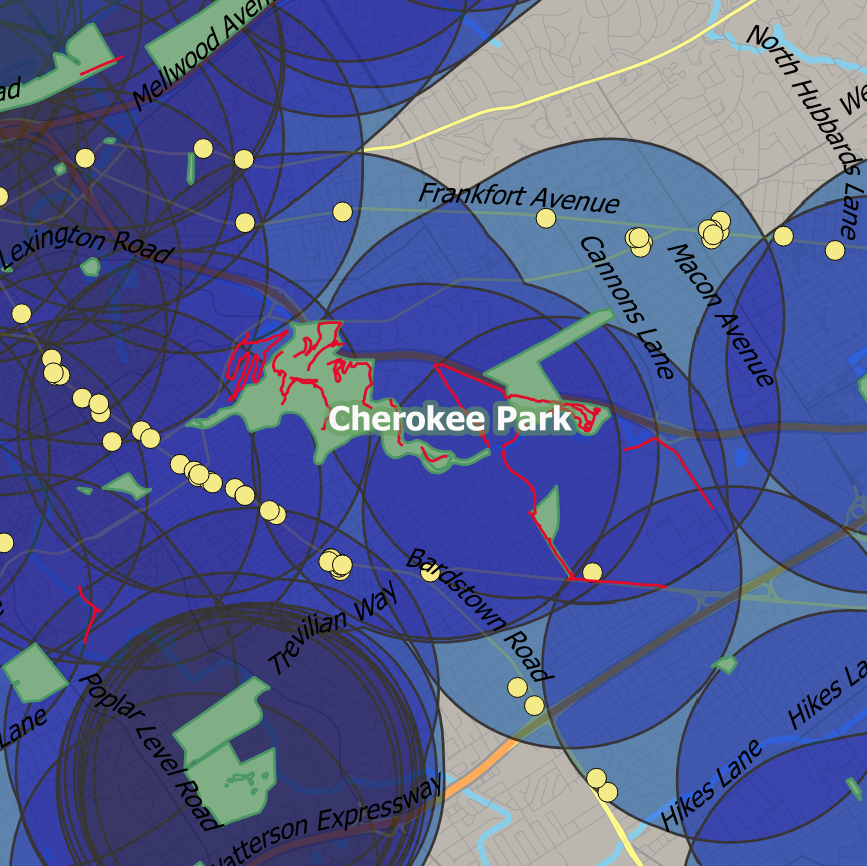 Mellwood Aven
North Hubbards Lane
We
ad
Frankfort Avenue
Lexington Road
Cannons Lane
Macon Avenue
Cherokee Park
Bardstown Road
Trevilian Way
Poplar Level Road
Lane
Hikes La
Hikes Lane
Watterson Expressway